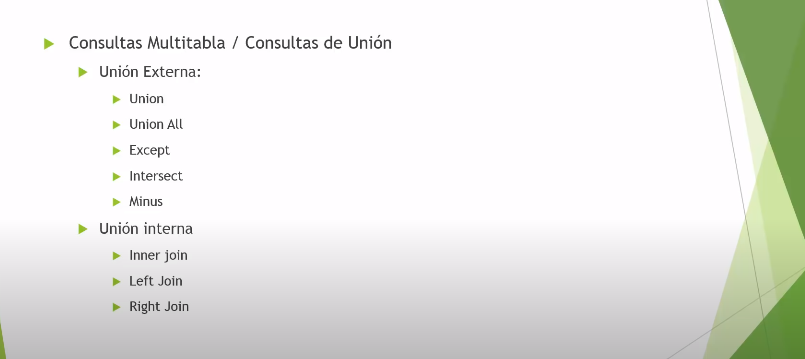 Consultas Multitabla / Consultas de Unión
Unión Externa:
Union
Union All
Except
Intersect
Minus
Unión interna
Inner join
Left Join
Right Join